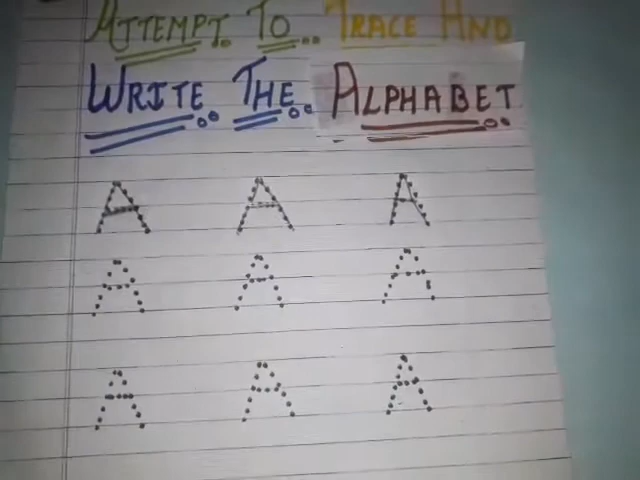 ATTEMPT TO TRACE AND
WRITE THE ALPHABET
A A A
A A A
A A A